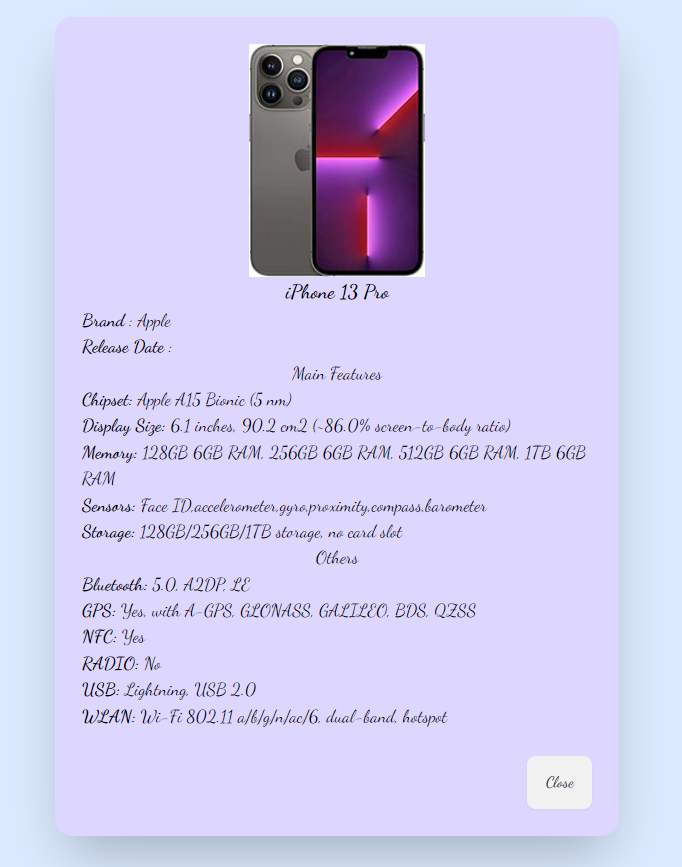 iPhone 13 Pro
Brand : Apple
Release Date :
Main Features
Chipset: Apple A15 Bionic (5 nm)
Display Size: 6.1 inches, 90.2 cm2 (~86.0% screen-to-body ratio)
Memory: 128GB 6GB RAM, 256GB 6GB RAM, 512GB 6GB RAM, 1TB 6GB
RAM
Sensors: Face ID,accelerometer,gyro,proximity,compass,barometer
Storage: 128GB/256GB/1TB storage, no card slot
Others
Bluetooth: 5.0, A2DP, LE
GPS: Yes, with A-GPS, GLONASS, GALILEO, BDS, QZSS
NFC: Yes
RADIO: No
USB: Lightning, USB 2.0
WLAN: Wi-Fi 802.11 a/b/g/n/ac/6, dual-band, hotspot
Close